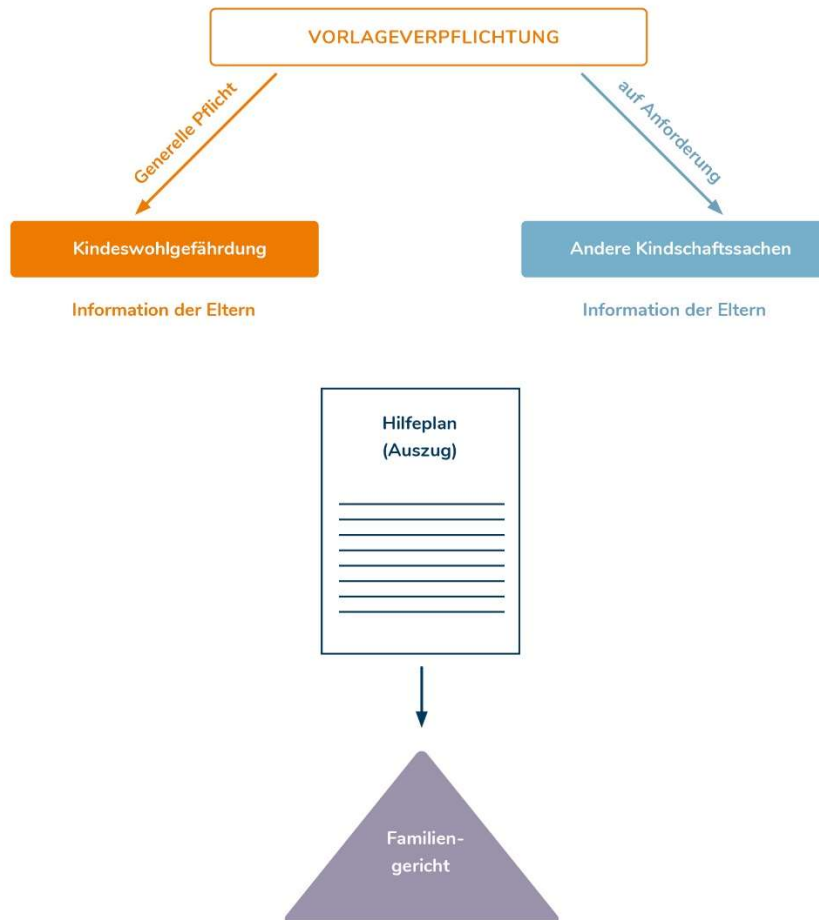 VORLAGEVERPFLICHTUNG
Generelle Pflicht
auf Anforderung
Kindeswohlgefährdung
Andere Kindschaftssachen
Information der Eltern
Information der Eltern
Hilfeplan
(Auszug)
Familien-
gericht